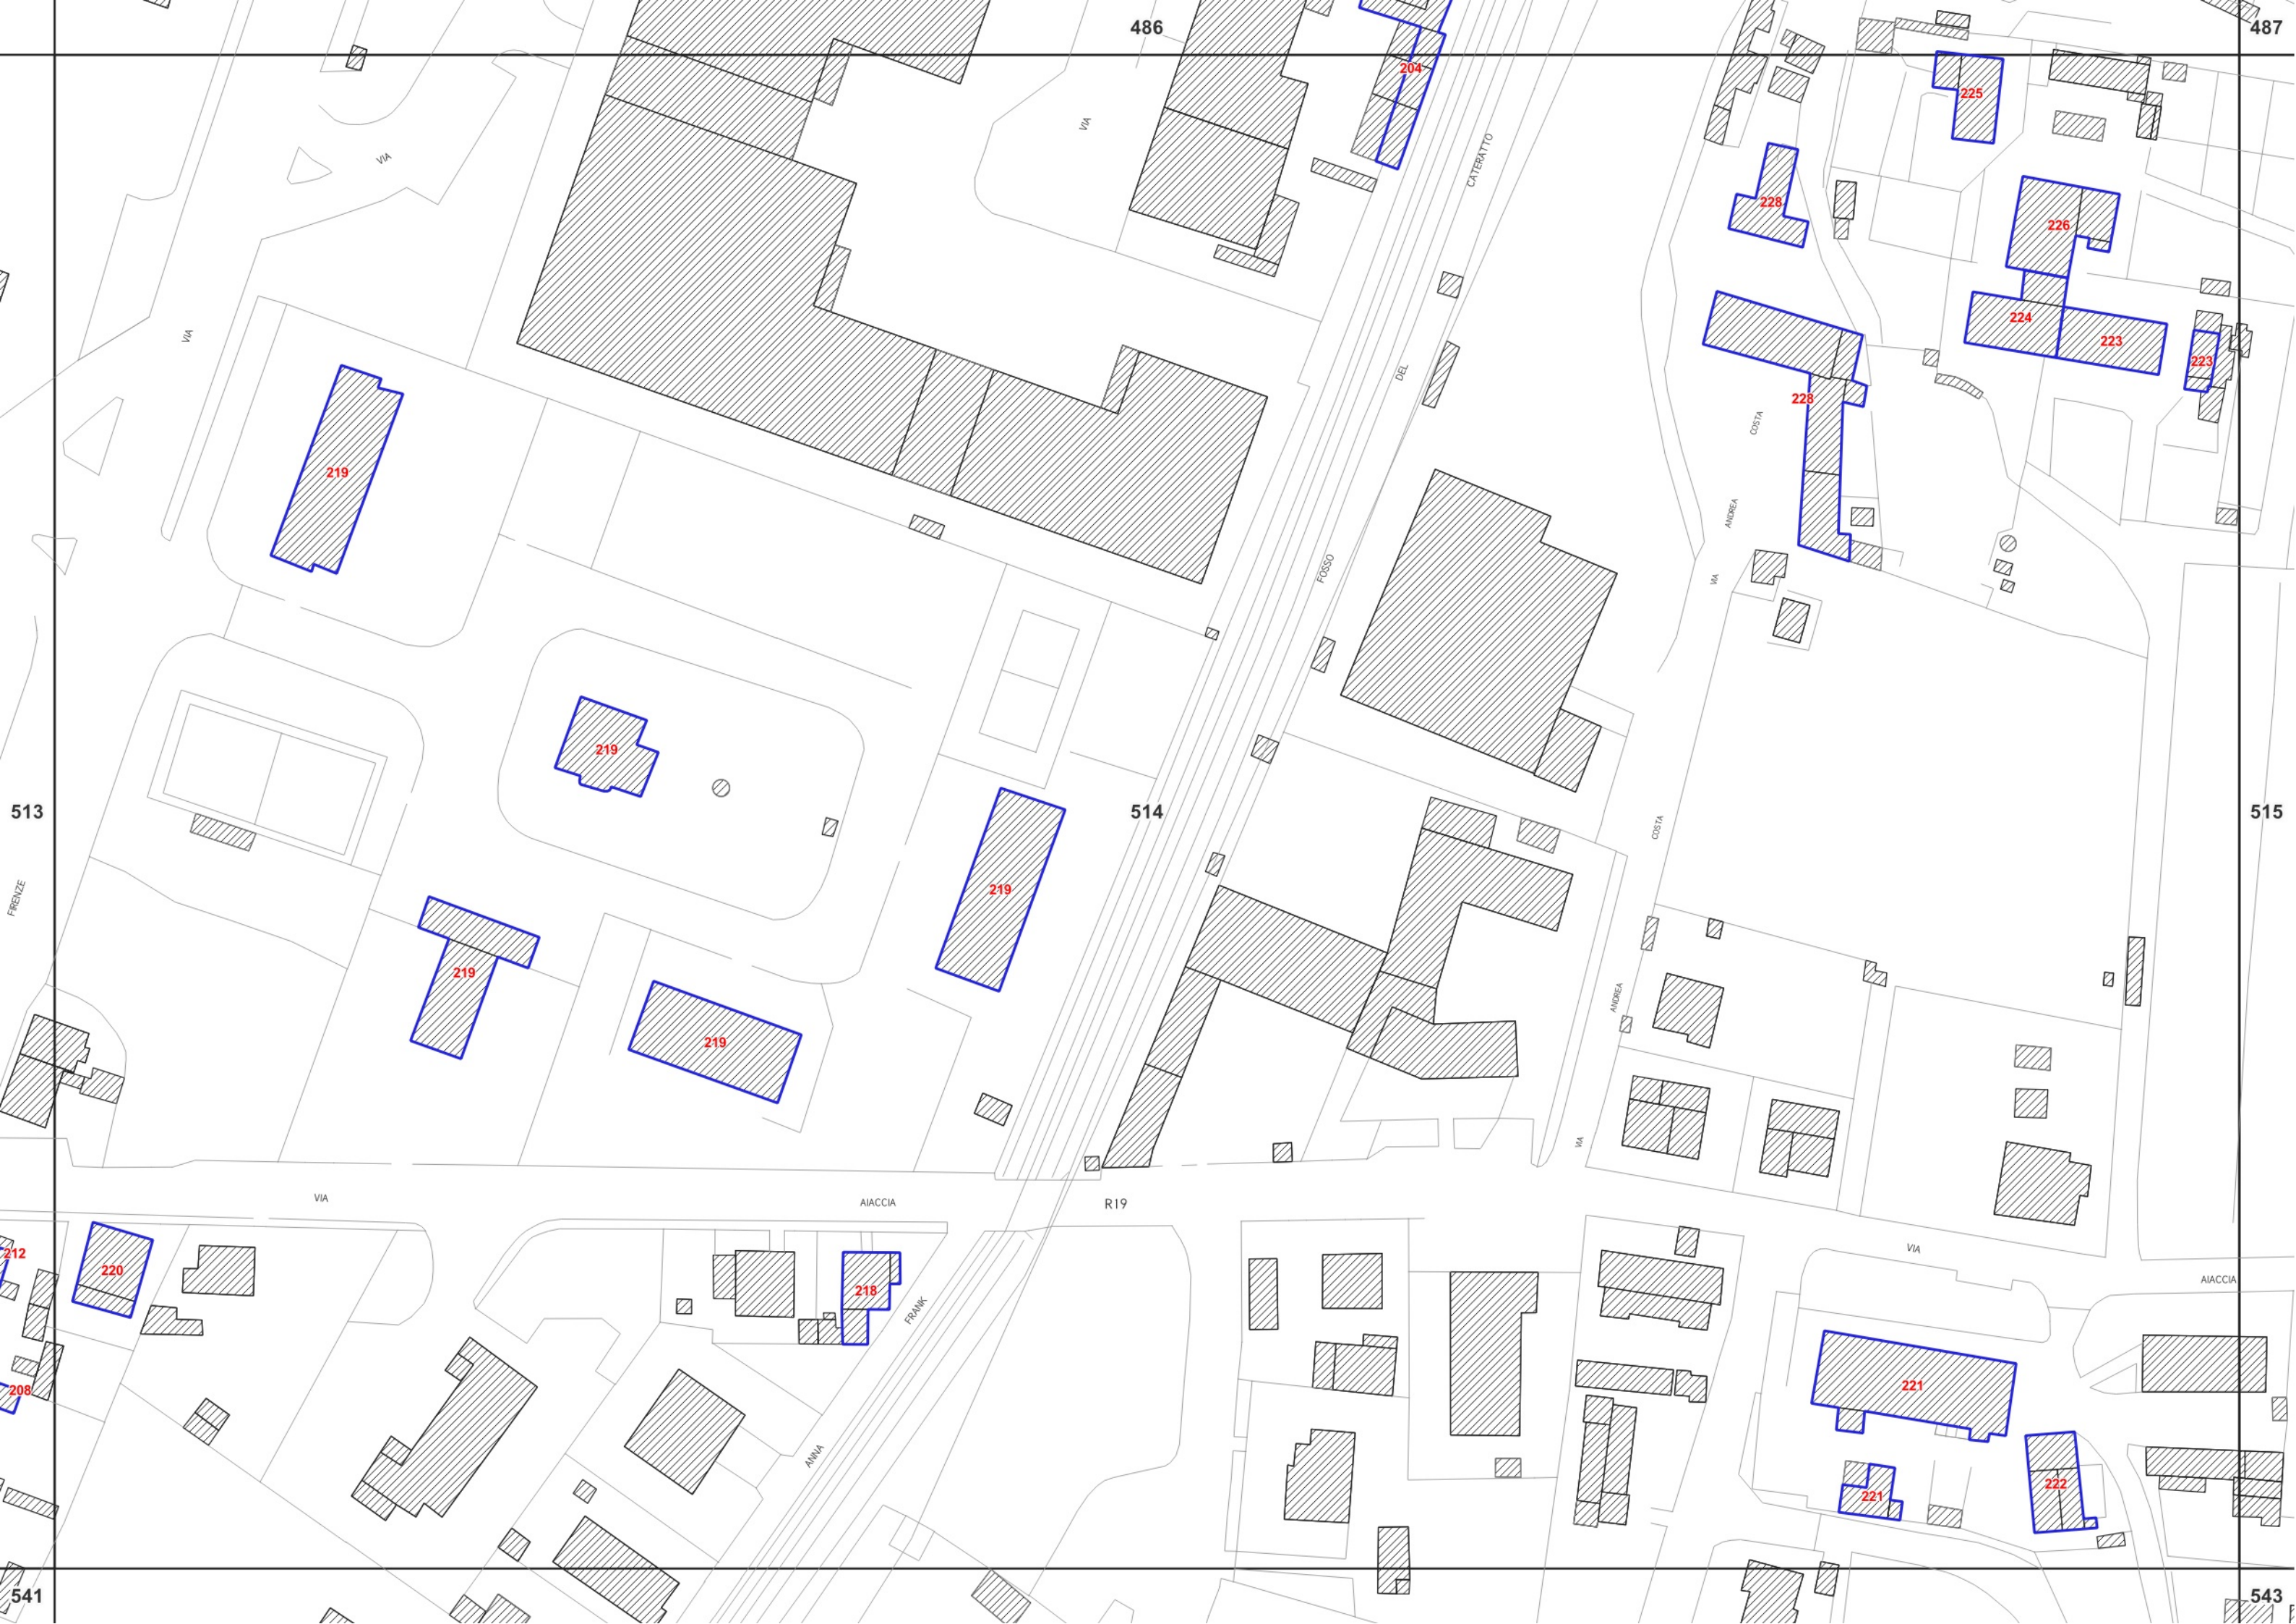 486
487
204
225
VIA
VIA
CATERATTO
228
226
VIA
224
223
223
DEL
228
COSTA
219
ANDREA
FOSSO
VIA
219
513
514
515
COSTA
219
FIRENZE
219
ANDREA
219
VIA
VIA
AIACCIA
R19
212
220
218
VIA
AIACCIA
FRANK
208
221
ANNA
222
221
541
543